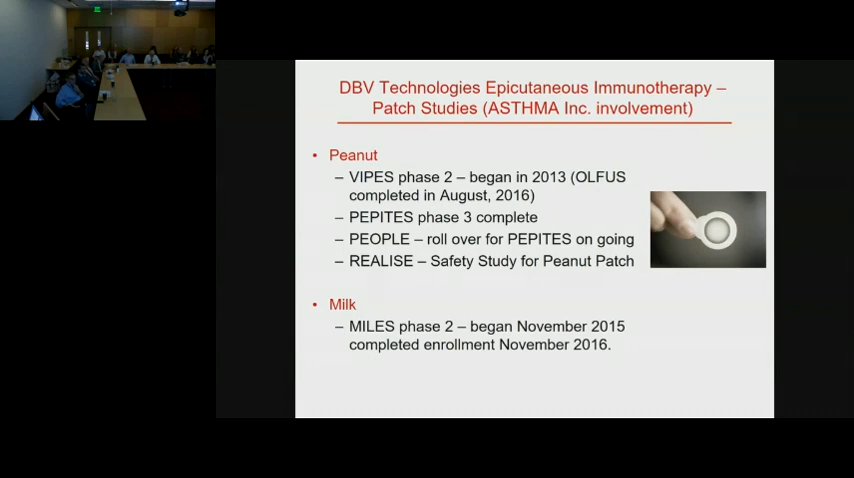 DBV Technologies Epicutaneous Immunotherapy –
Patch Studies (ASTHMA Inc. involvement)
• Peanut
– VIPES phase 2 – began in 2013 (OLFUS
completed in August, 2016)
– PEPITES phase 3 complete
– PEOPLE – roll over for PEPITES on going
– REALISE – Safety Study for Peanut Patch
• Milk
– MILES phase 2 – began November 2015
completed enrollment November 2016.